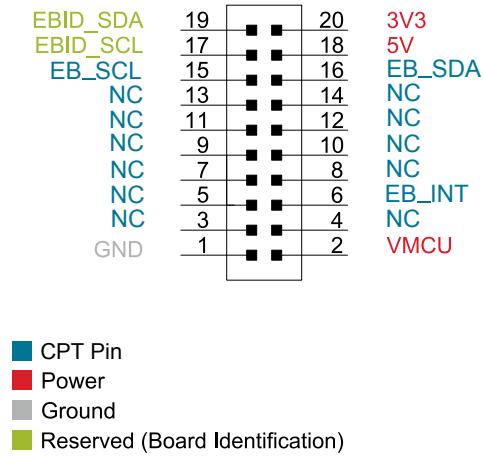 EBID_SDA 19 20 3V3
EBID_SCL 17 18 5V
EB_SCL 15 16 EB_SDA
NC 13 14 NC
NC 11 12 NC
NC 9 10 NC
NC 7 8 NC
NC 5 6 EB_INT
NC 3 4 NC
GND 1 2 VMCU
CPT Pin
Power
Ground
Reserved (Board Identification)